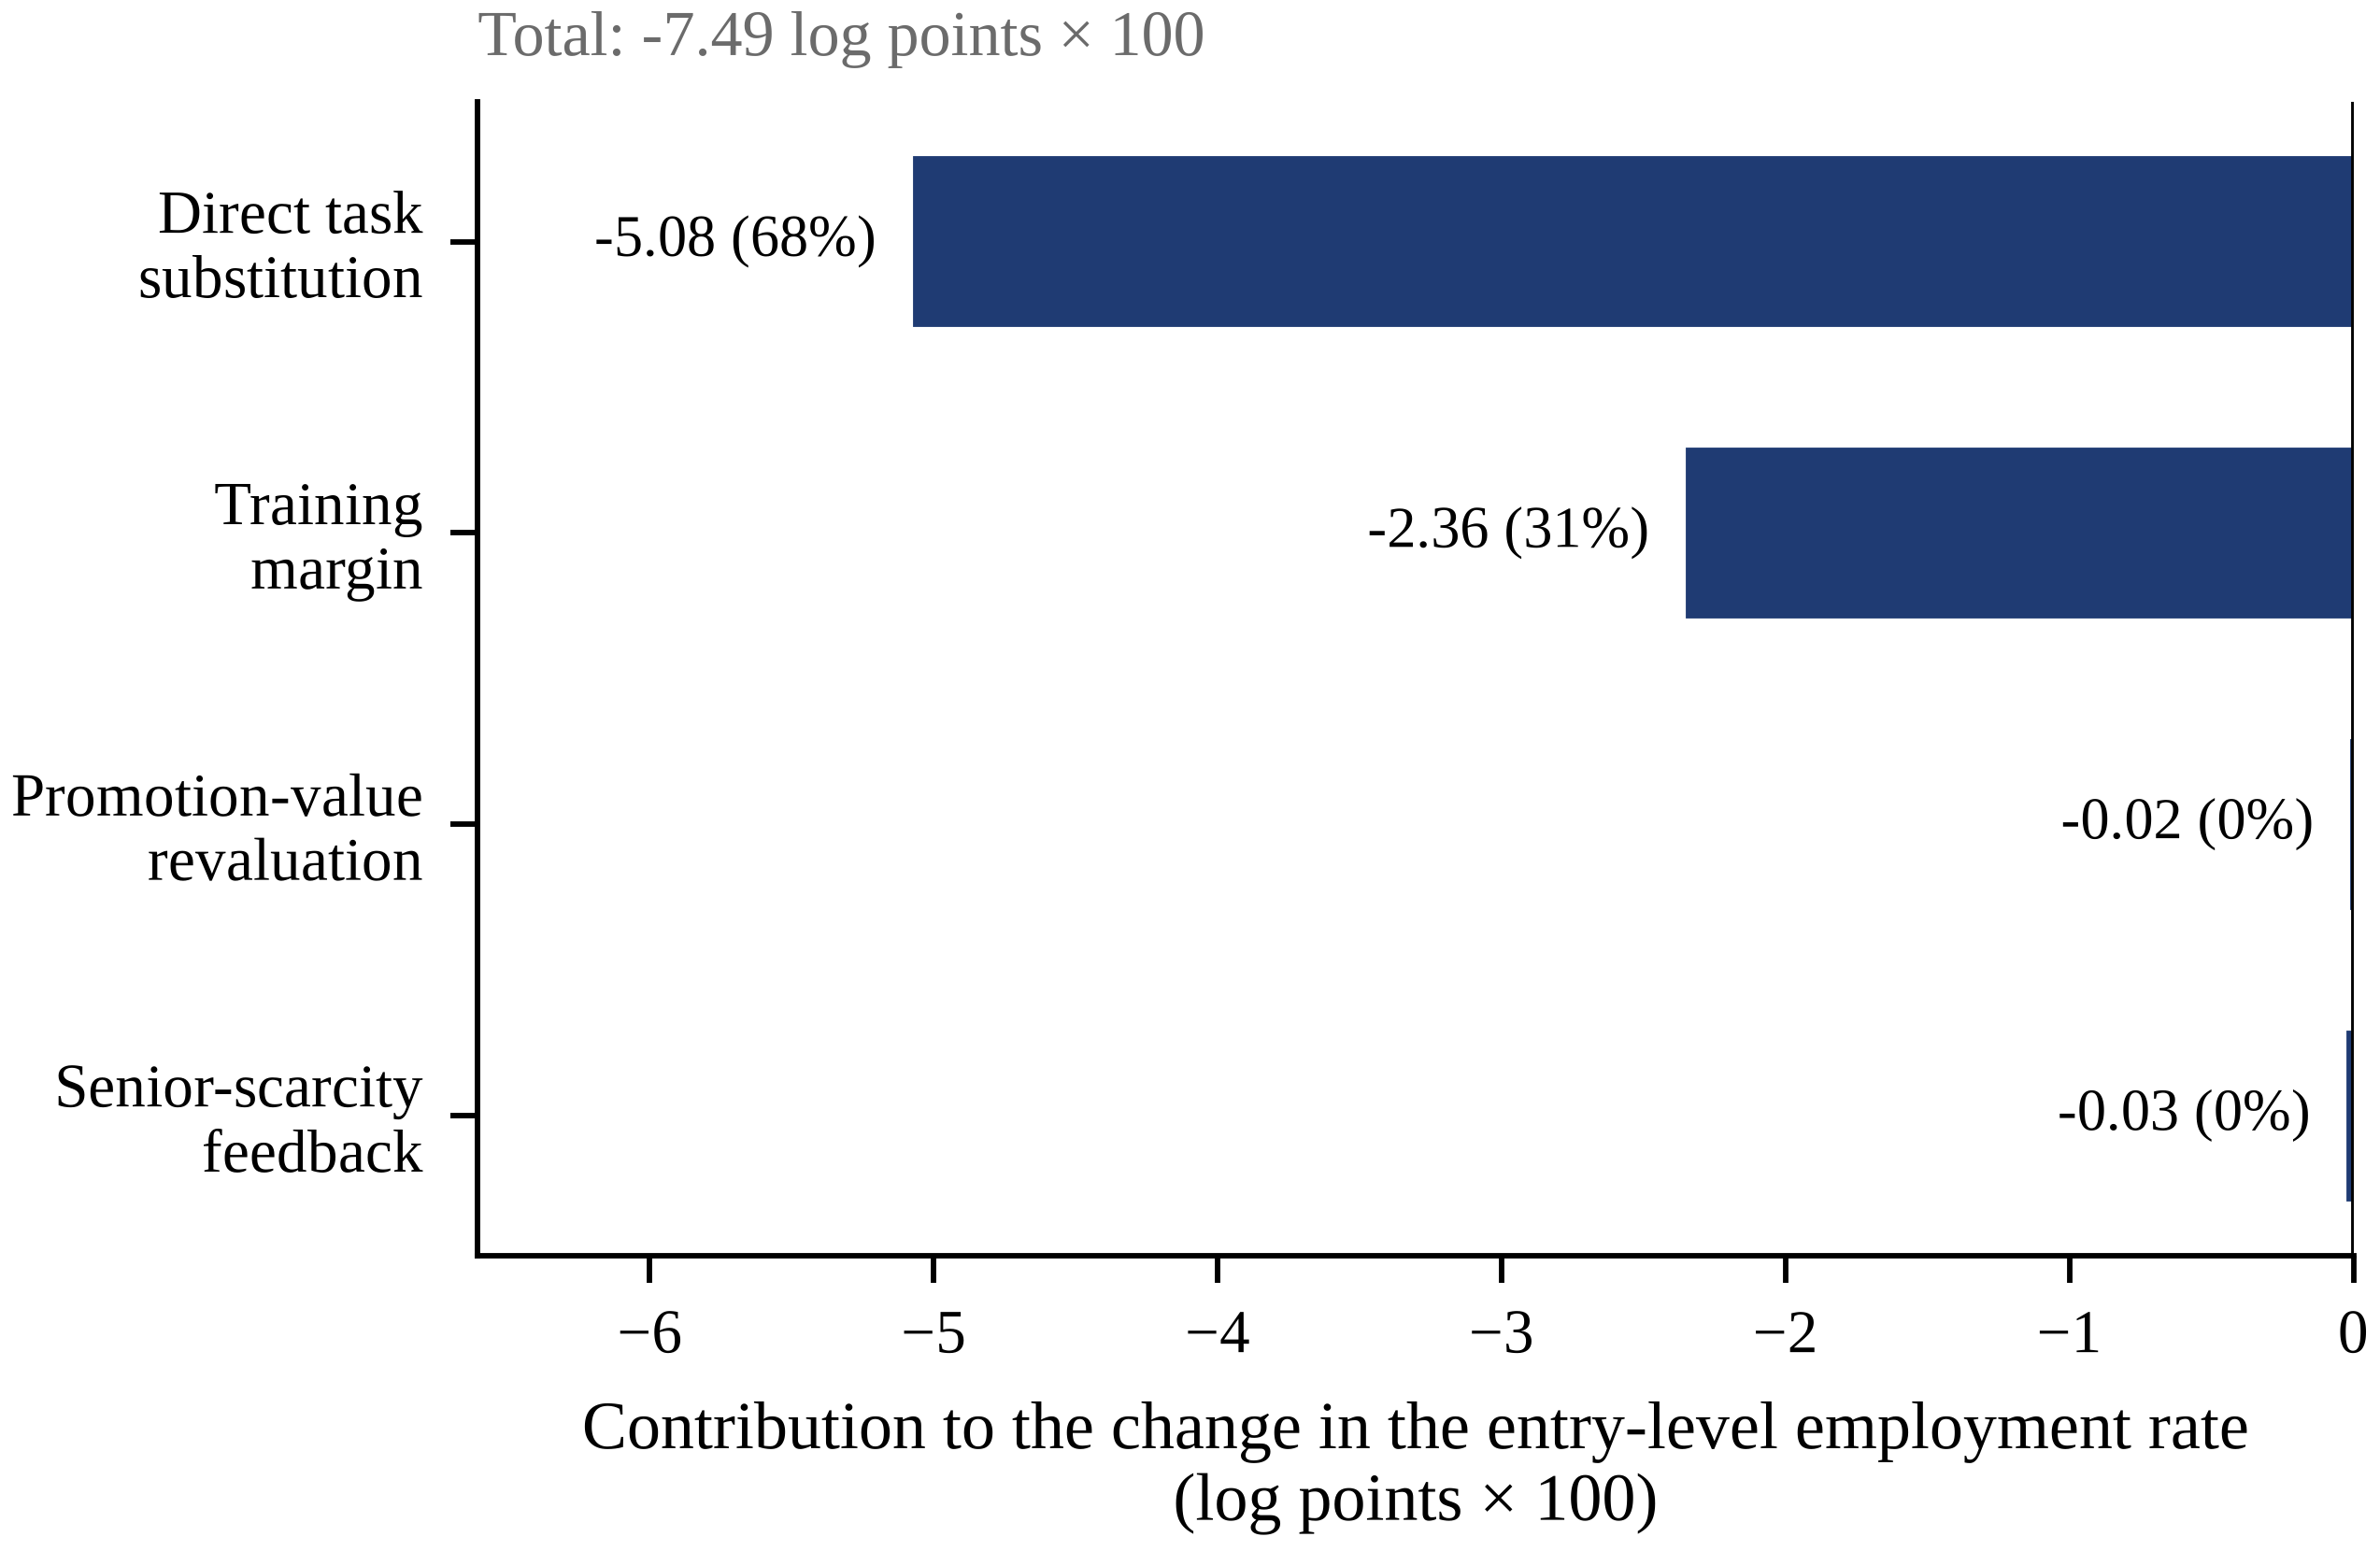 Total: -7.49 log points × 100
Direct task
substitution
-5.08 (68%)
Training
margin
-2.36 (31%)
Promotion-value
revaluation
-0.02 (0%)
Senior-scarcity
feedback
-0.03 (0%)
−6 −5 −4 −3 −2 −1 0
Contribution to the change in the entry-level employment rate
(log points × 100)